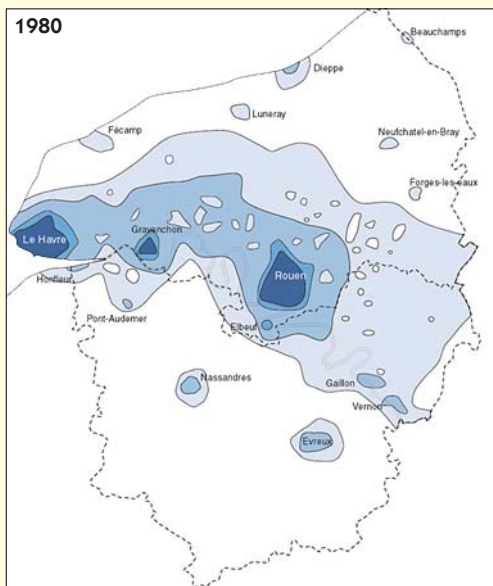 1980
Beauchamps
Dieppe
Luneray
Fécamp
Neufchatel-en-Bray
Forges-les-eaux
Gravenchon
Le Havre
Rouen
Honfleur
Pont-Audemer
Elbeuf
Nassandres
Gaillon
Vernon
Evreux